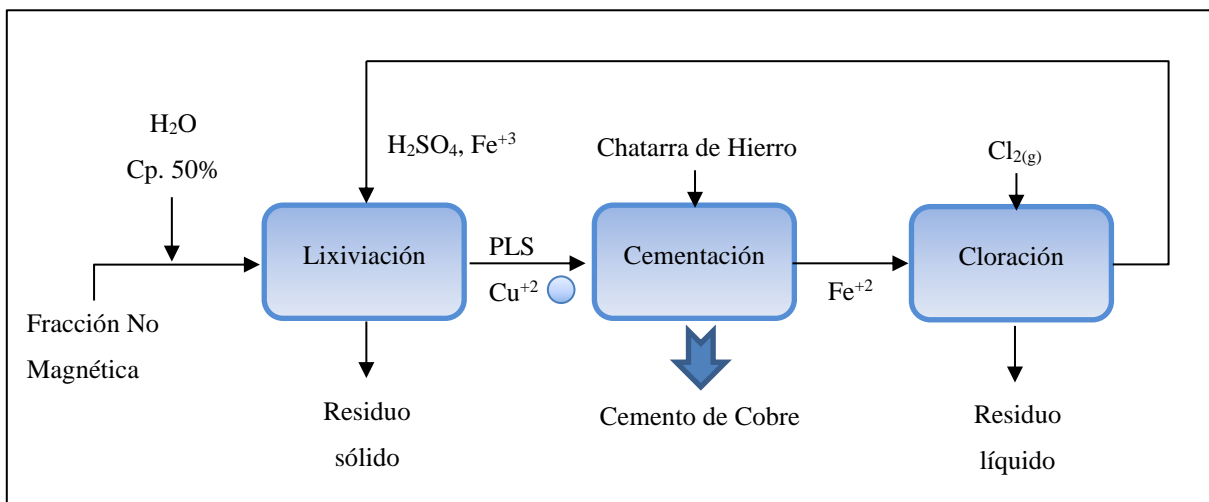 H₂O
Cp. 50%
H₂SO₄, Fe⁺³
Chatarra de Hierro
Cl₂₍g₎
Lixiviación
PLS
Cu⁺²
Cementación
Fe⁺²
Cloración
Fracción No
Magnética
Residuo
sólido
Cemento de Cobre
Residuo
líquido